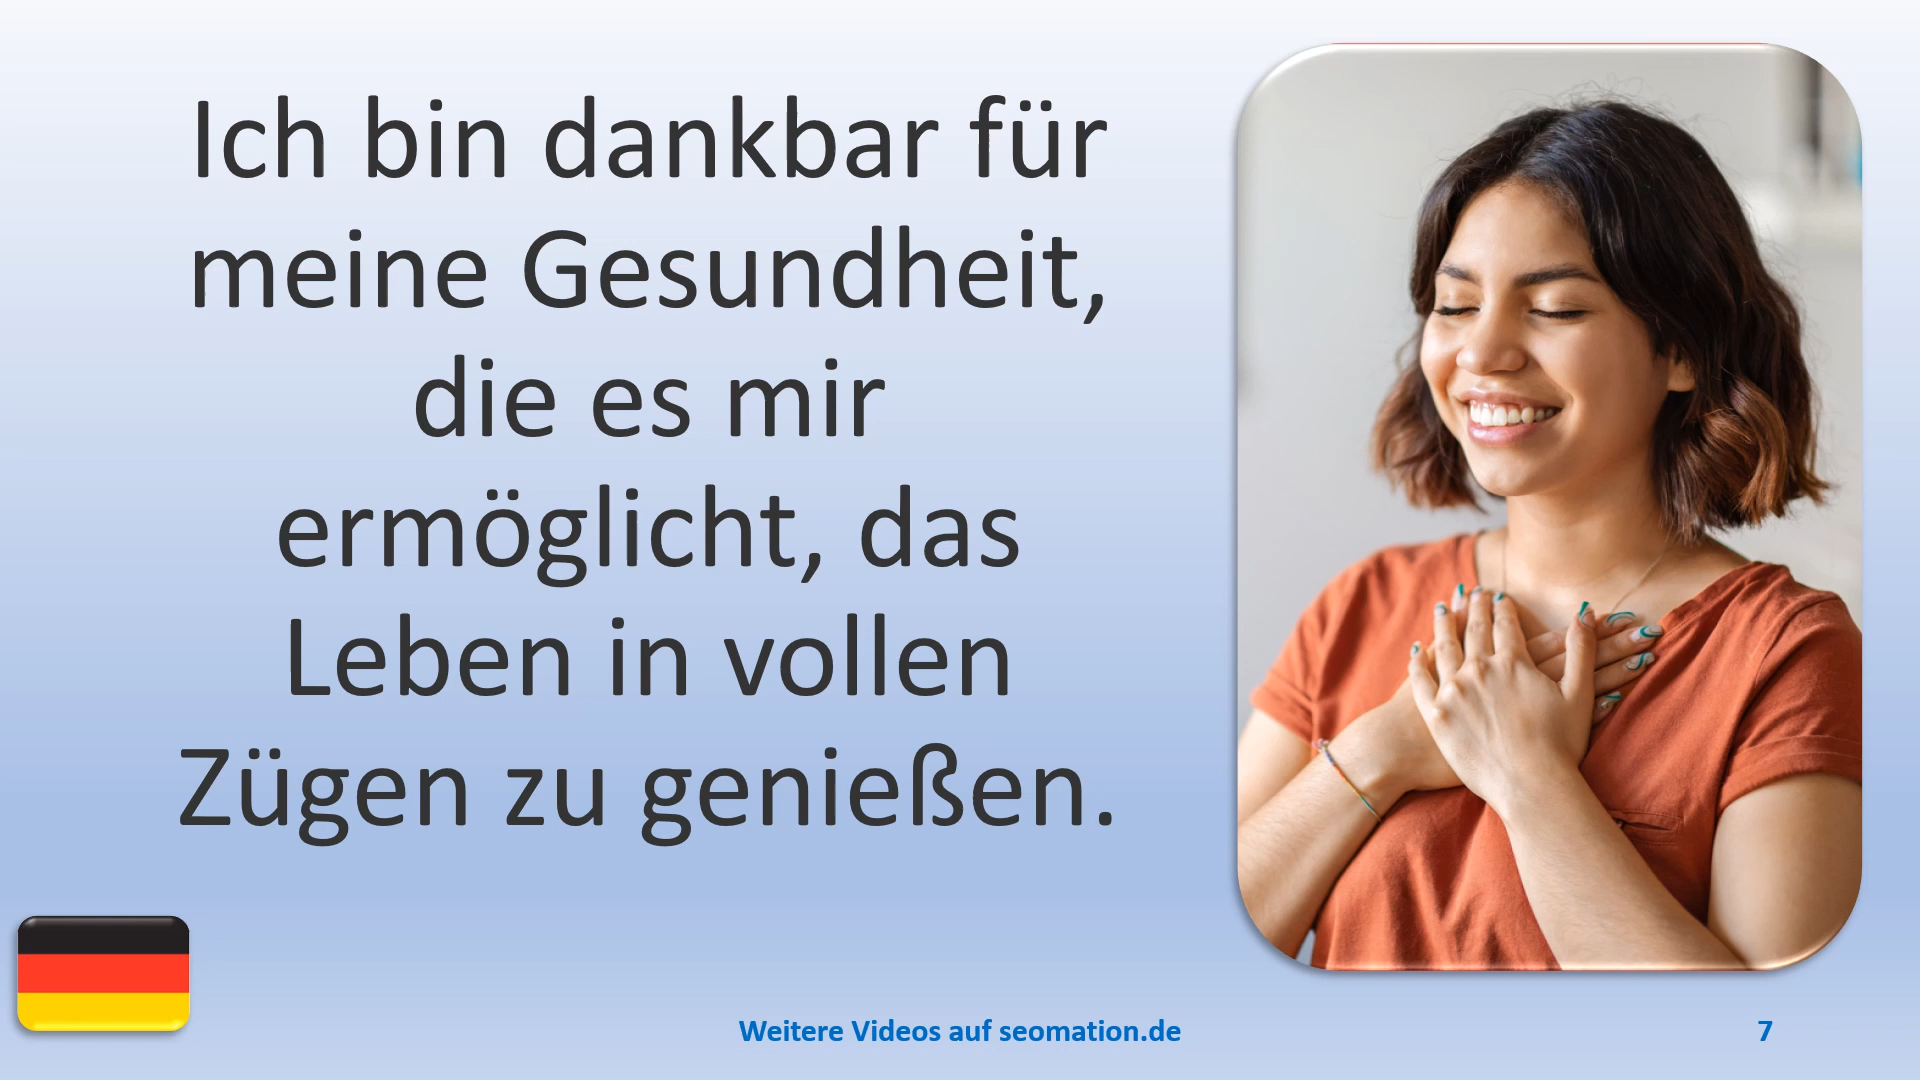 Ich bin dankbar für
meine Gesundheit,
die es mir
ermöglicht, das
Leben in vollen
Zügen zu genießen.
Weitere Videos auf seomation.de
7